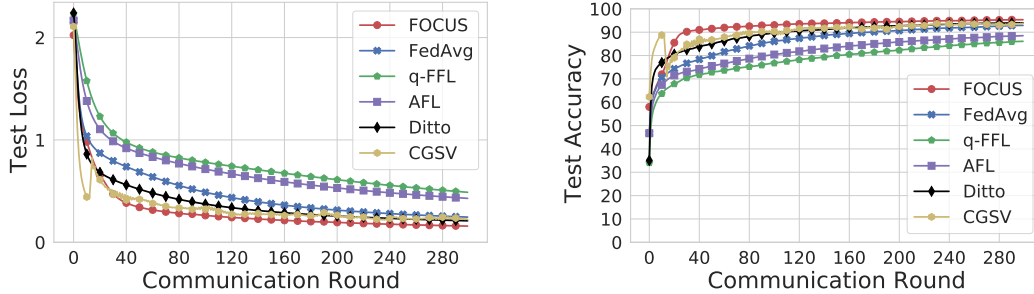 Test Loss
2
1
0
0
40
80
120
160
200
240
280
Communication Round
FOCUS
FedAvg
q-FFL
AFL
Ditto
CGSV
Test Accuracy
100
90
80
70
60
50
40
30
20
10
0
0
40
80
120
160
200
240
280
Communication Round
FOCUS
FedAvg
q-FFL
AFL
Ditto
CGSV